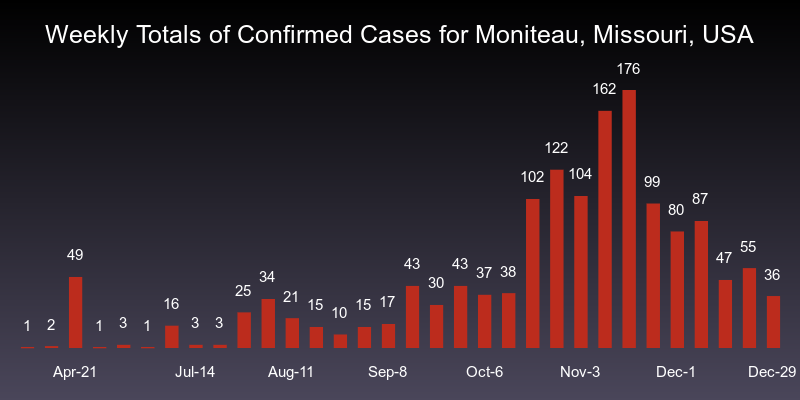 Weekly Totals of Confirmed Cases for Moniteau, Missouri, USA
1 2 49 1 3 1 16 3 3 25 34 21 15 10 15 17 43 30 43 37 38 102 122 104 162 176 99 80 87 47 55 36
Apr-21 Jul-14 Aug-11 Sep-8 Oct-6 Nov-3 Dec-1 Dec-29